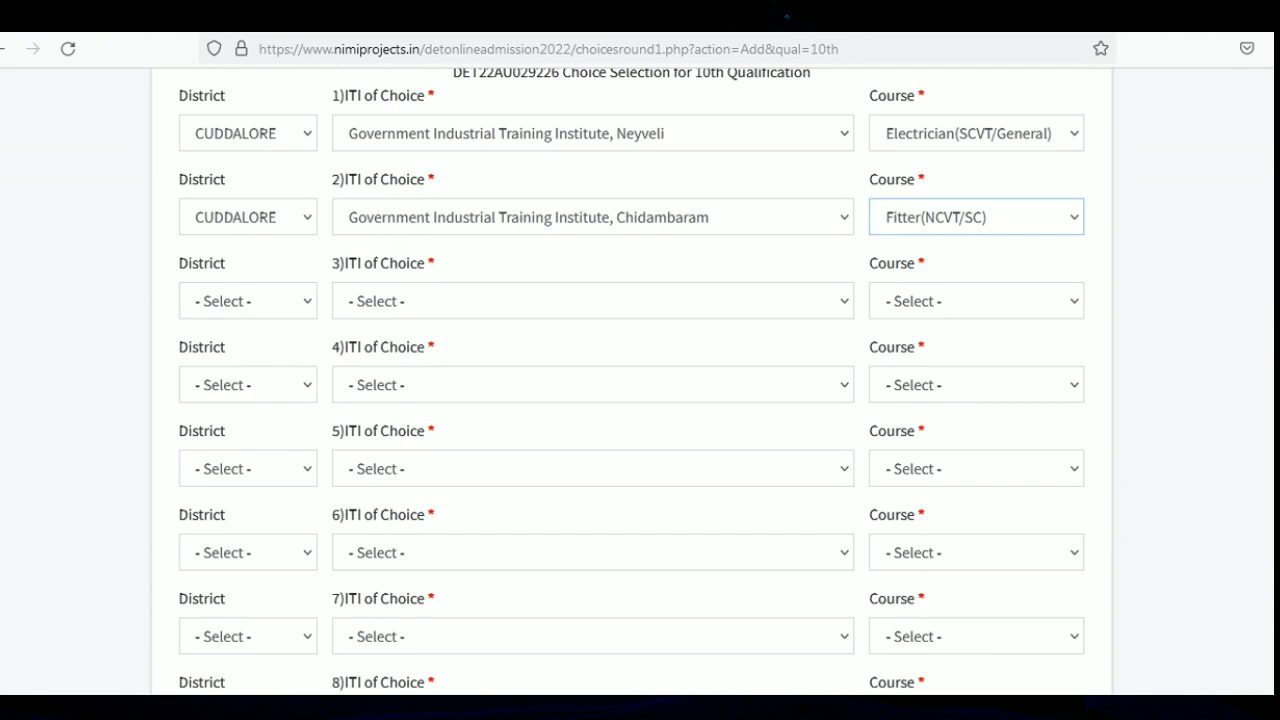 https://www.nimiprojects.in/detonlineadmission2022/choicesround1.php?action=Add&qual=10th
DET22AU029226 Choice Selection for 10th Qualification
District 1)ITI of Choice * Course *
CUDDALORE Government Industrial Training Institute, Neyveli Electrician(SCVT/General)
District 2)ITI of Choice * Course *
CUDDALORE Government Industrial Training Institute, Chidambaram Fitter(NCVT/SC)
District 3)ITI of Choice * Course *
- Select - - Select - - Select -
District 4)ITI of Choice * Course *
- Select - - Select - - Select -
District 5)ITI of Choice * Course *
- Select - - Select - - Select -
District 6)ITI of Choice * Course *
- Select - - Select - - Select -
District 7)ITI of Choice * Course *
- Select - - Select - - Select -
District 8)ITI of Choice * Course *